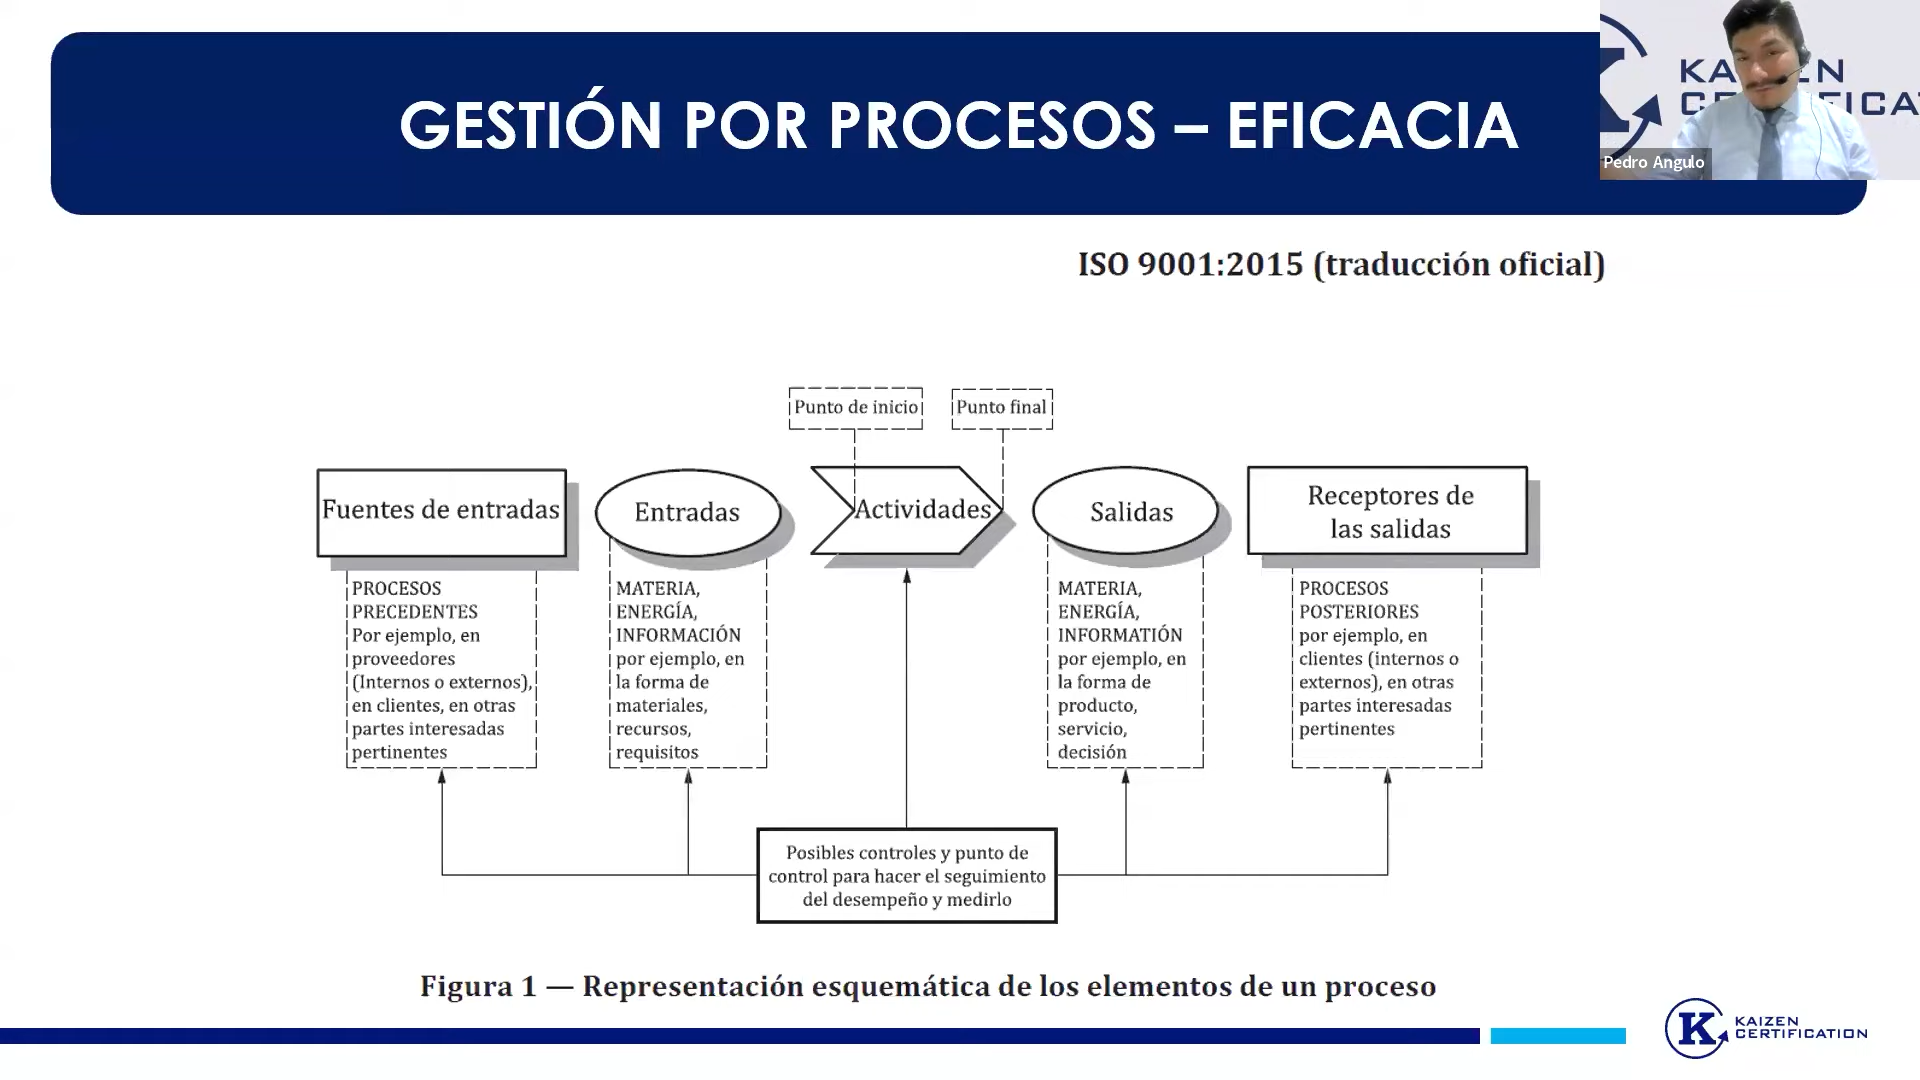 GESTIÓN POR PROCESOS – EFICACIA
Pedro Angulo
ISO 9001:2015 (traducción oficial)
Punto de inicio
Punto final
Fuentes de entradas
Entradas
Actividades
Salidas
Receptores de
las salidas
PROCESOS
PRECEDENTES
Por ejemplo, en
proveedores
(Internos o externos),
en clientes, en otras
partes interesadas
pertinentes
MATERIA,
ENERGÍA,
INFORMACIÓN
por ejemplo, en
la forma de
materiales,
recursos,
requisitos
MATERIA,
ENERGÍA,
INFORMATIÓN
por ejemplo, en
la forma de
producto,
servicio,
decisión
PROCESOS
POSTERIORES
por ejemplo, en
clientes (internos o
externos), en otras
partes interesadas
pertinentes
Posibles controles y punto de
control para hacer el seguimiento
del desempeño y medirlo
Figura 1 — Representación esquemática de los elementos de un proceso
K
KAIZEN
CERTIFICATION